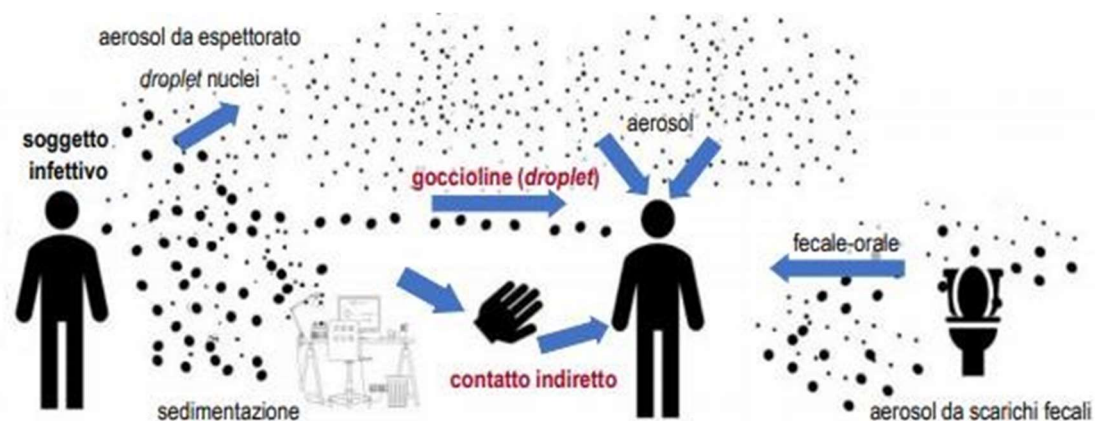 aerosol da espettorato
droplet nuclei
soggetto
infettivo
aerosol
goccioline (droplet)
fecale-orale
contatto indiretto
sedimentazione
aerosol da scarichi fecali